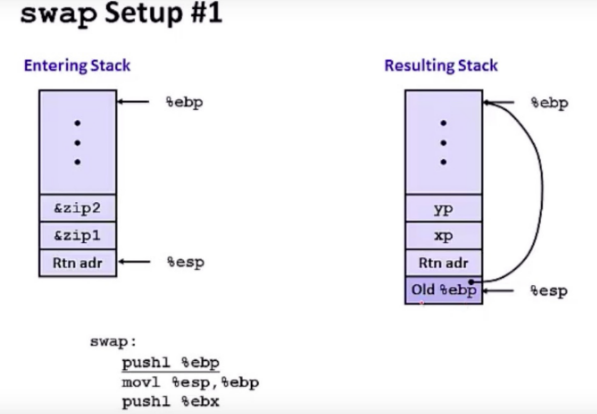 swap Setup #1
Entering Stack
%ebp
&zip2
&zip1
Rtn adr
%esp
Resulting Stack
%ebp
yp
xp
Rtn adr
Old %ebp
%esp
swap:
pushl %ebp
movl %esp,%ebp
pushl %ebx